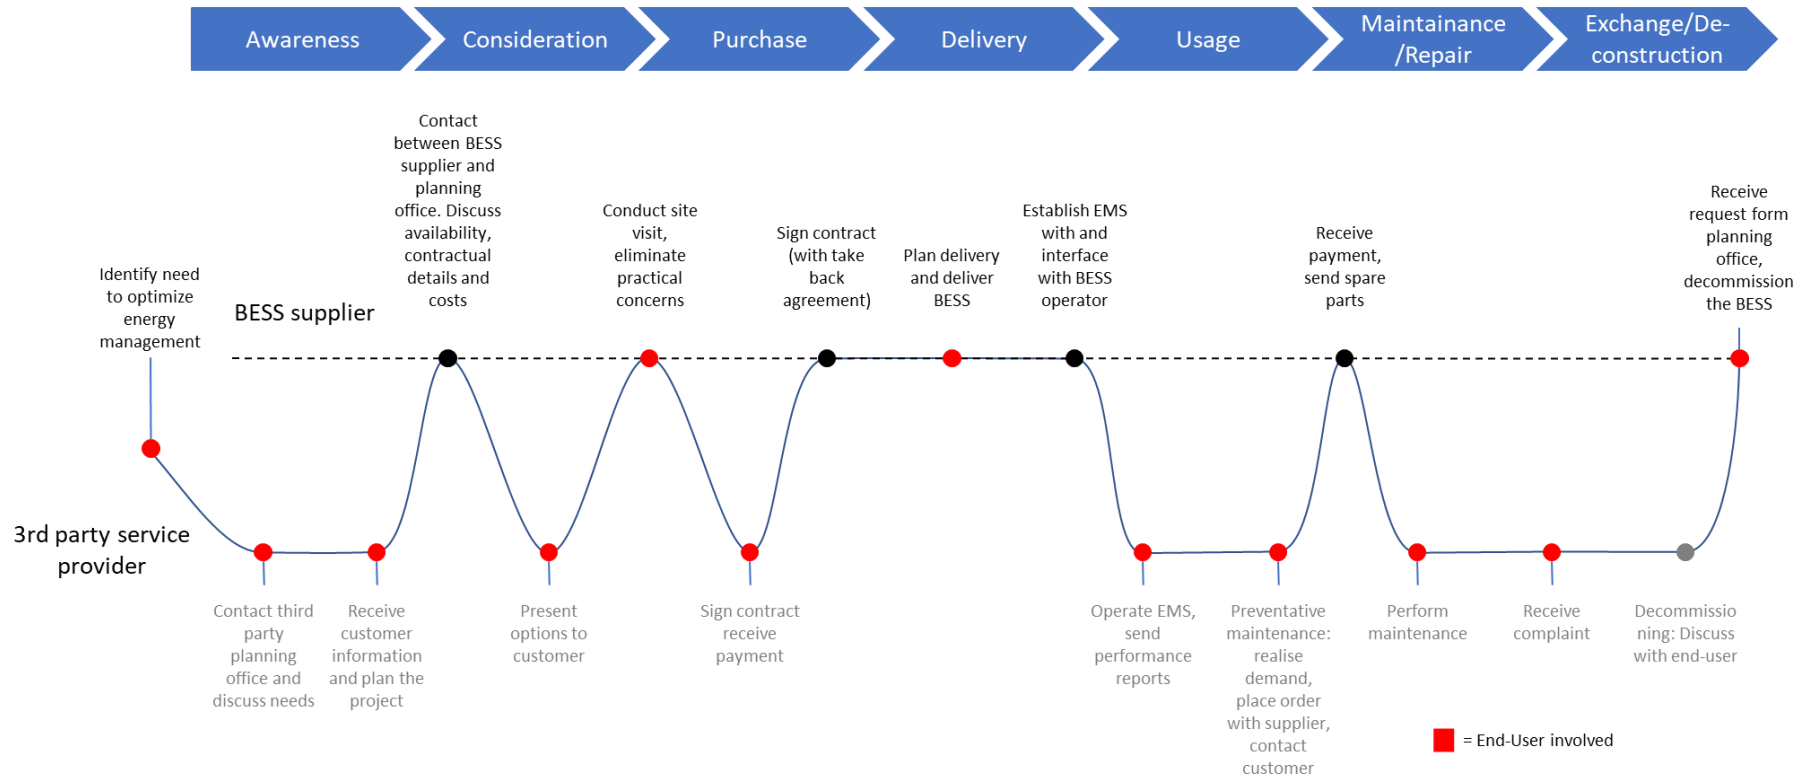 Awareness
Consideration
Purchase
Delivery
Usage
Maintainance
/Repair
Exchange/De-
construction
Identify need
to optimize
energy
management
BESS supplier
Contact
between BESS
supplier and
planning
office. Discuss
availability,
contractual
details and
costs
Conduct site
visit,
eliminate
practical
concerns
Sign contract
(with take
back
agreement)
Plan delivery
and deliver
BESS
Establish EMS
with and
interface
with BESS
operator
Receive
payment,
send spare
parts
Receive
request form
planning
office,
decommission
the BESS
3rd party service
provider
Contact third
party
planning
office and
discuss needs
Receive
customer
information
and plan the
project
Present
options to
customer
Sign contract
receive
payment
Operate EMS,
send
performance
reports
Preventative
maintenance:
realise
demand,
place order
with supplier,
contact
customer
Perform
maintenance
Receive
complaint
Decommissio
ning: Discuss
with end-user
= End-User involved